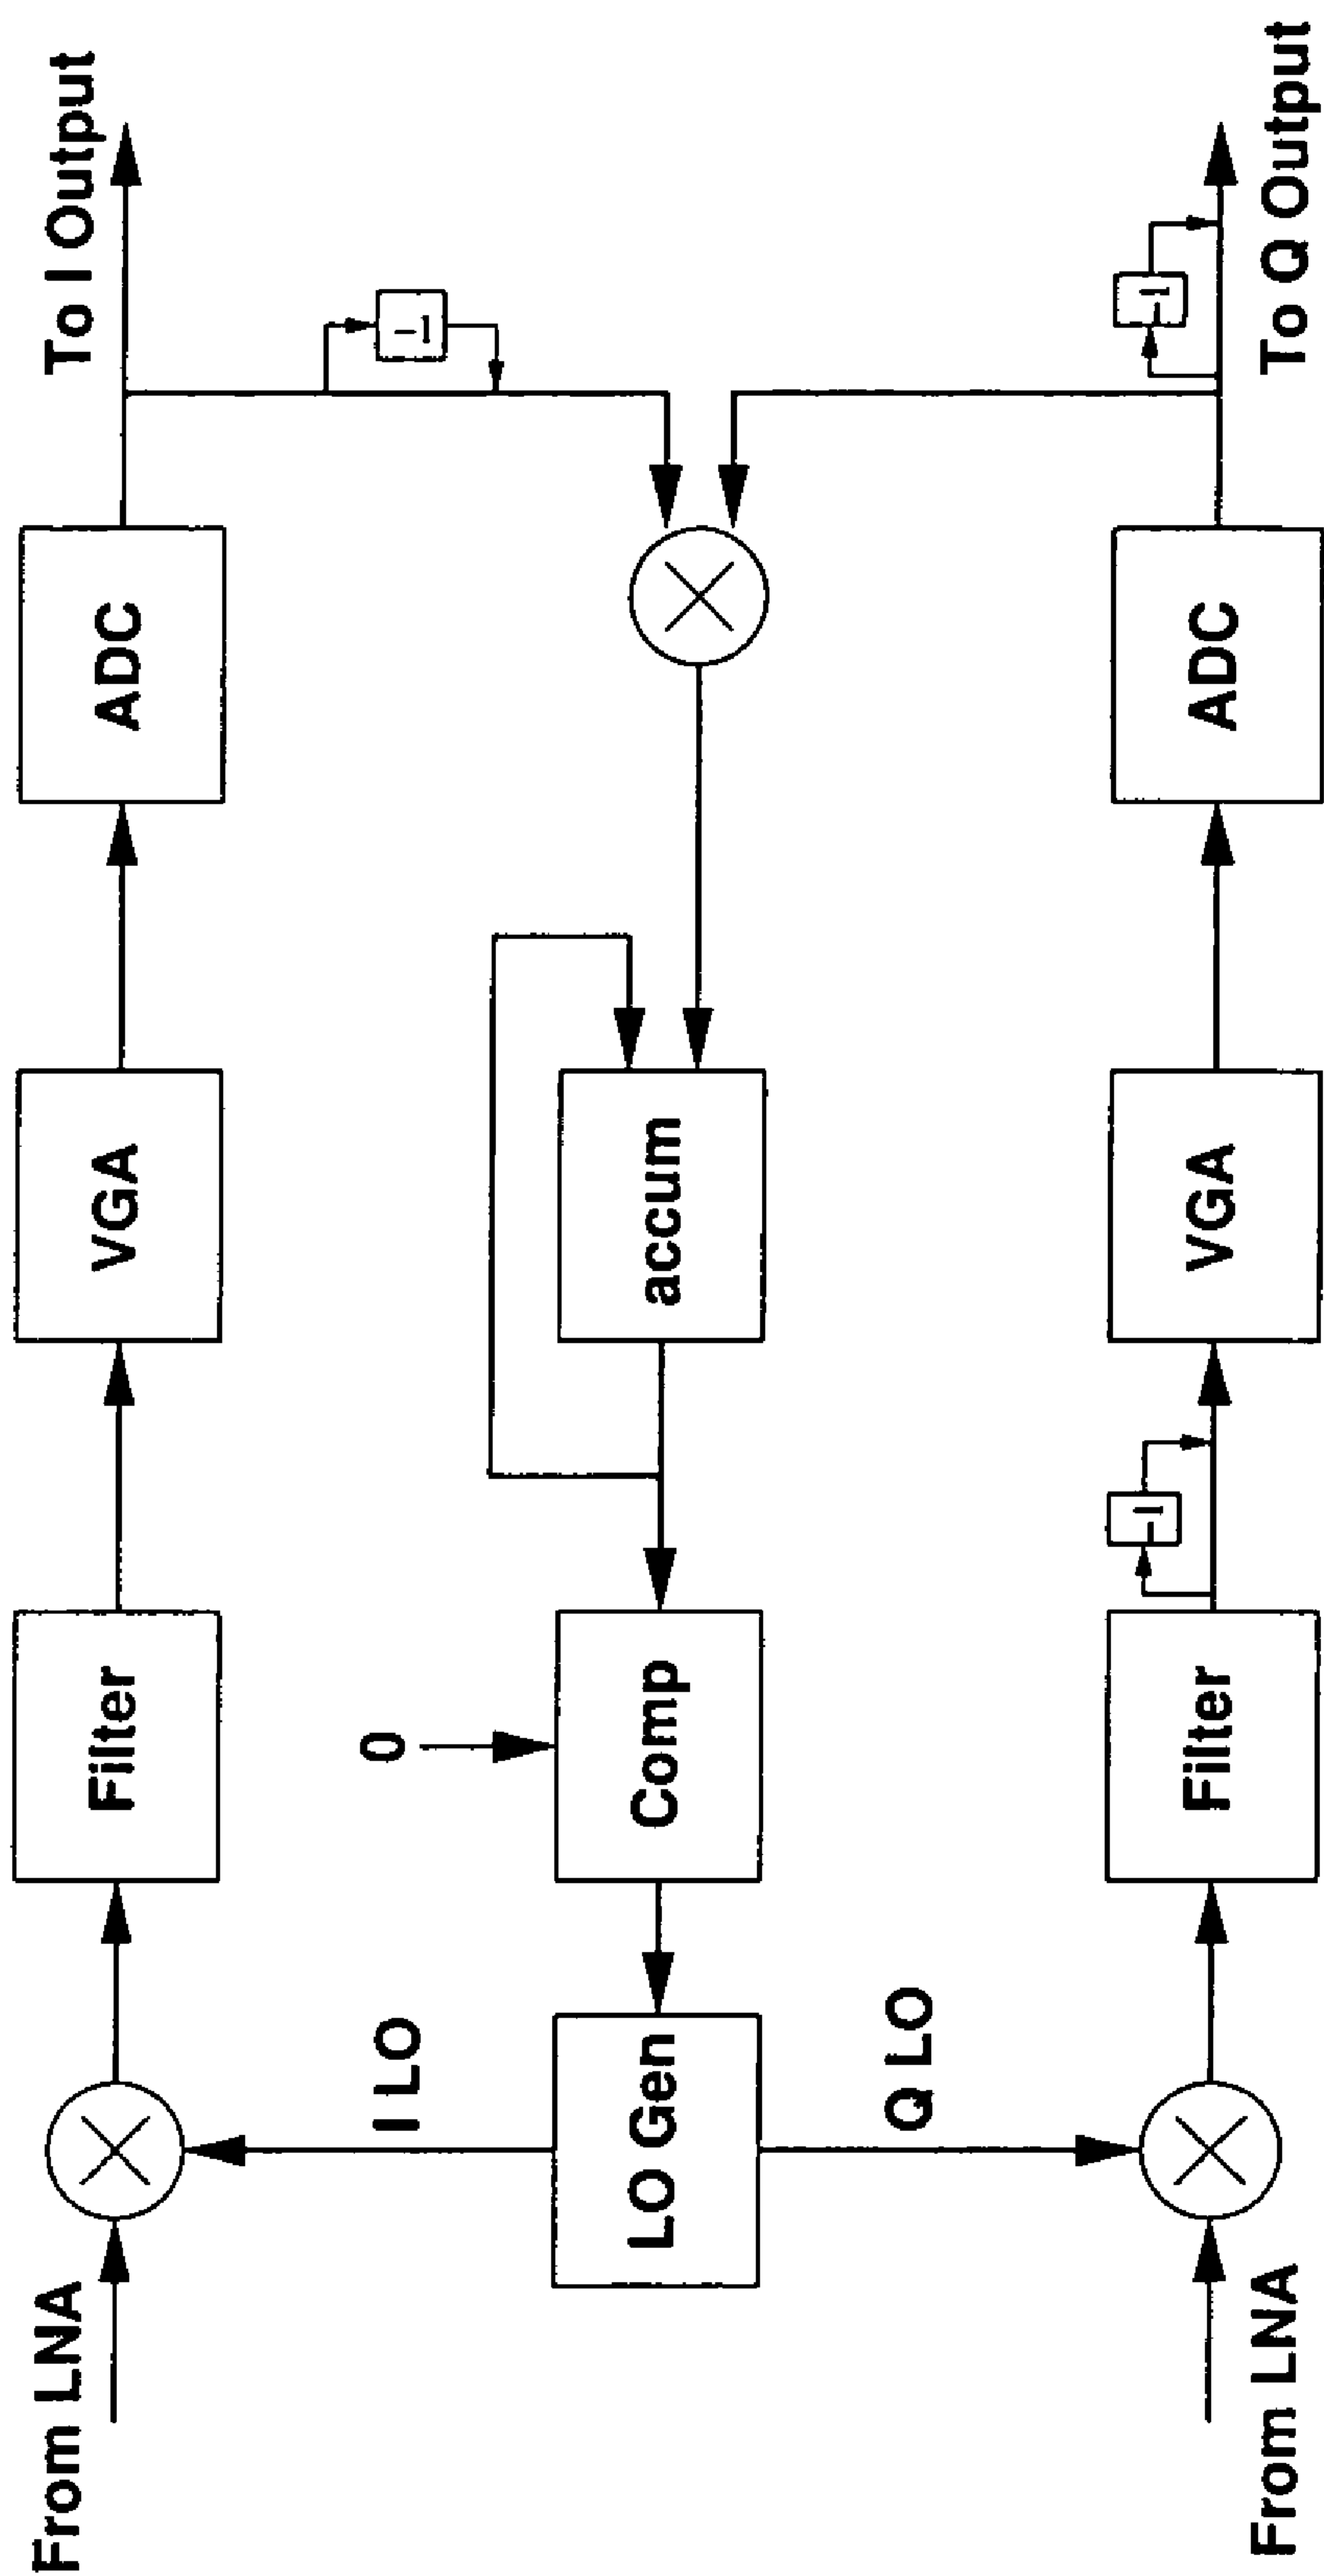 From LNA
Filter
VGA
ADC
To I Output
-1
I LO
0
LO Gen
Comp
accum
Q LO
From LNA
Filter
-1
VGA
ADC
-1
To Q Output